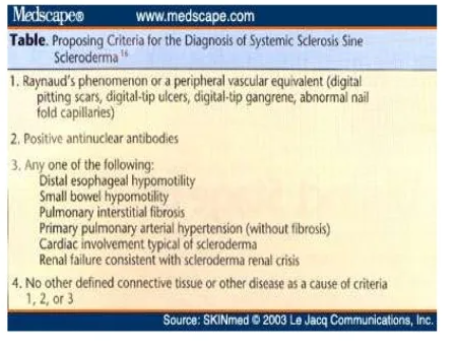 Medscape® www.medscape.com
Table. Proposing Criteria for the Diagnosis of Systemic Sclerosis Sine
Scleroderma 16
1. Raynaud's phenomenon or a peripheral vascular equivalent (digital
pitting scars, digital-tip ulcers, digital-tip gangrene, abnormal nail
fold capillaries)
2. Positive antinuclear antibodies
3. Any one of the following:
Distal esophageal hypomotility
Small bowel hypomotility
Pulmonary interstitial fibrosis
Primary pulmonary arterial hypertension (without fibrosis)
Cardiac involvement typical of scleroderma
Renal failure consistent with scleroderma renal crisis
4. No other defined connective tissue or other disease as a cause of criteria
1, 2, or 3
Source: SKINmed © 2003 Le Jacq Communications, Inc.